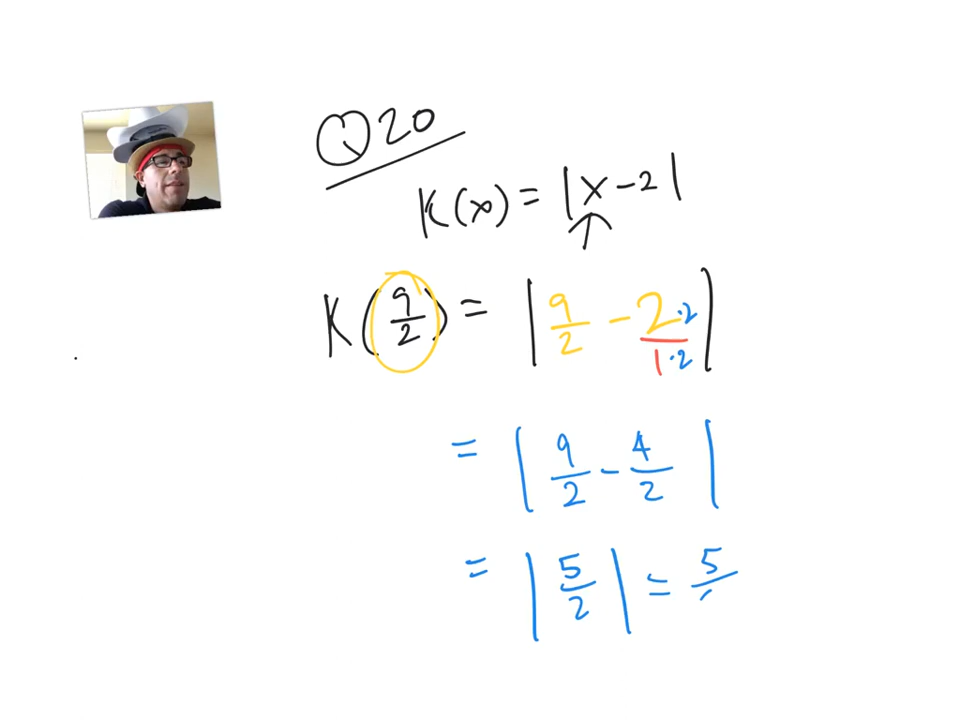 Q20
K(x) = |x - 2|
K(9/2) = |9/2 - 2·2/1·2|
= |9/2 - 4/2|
= |5/2| = 5/